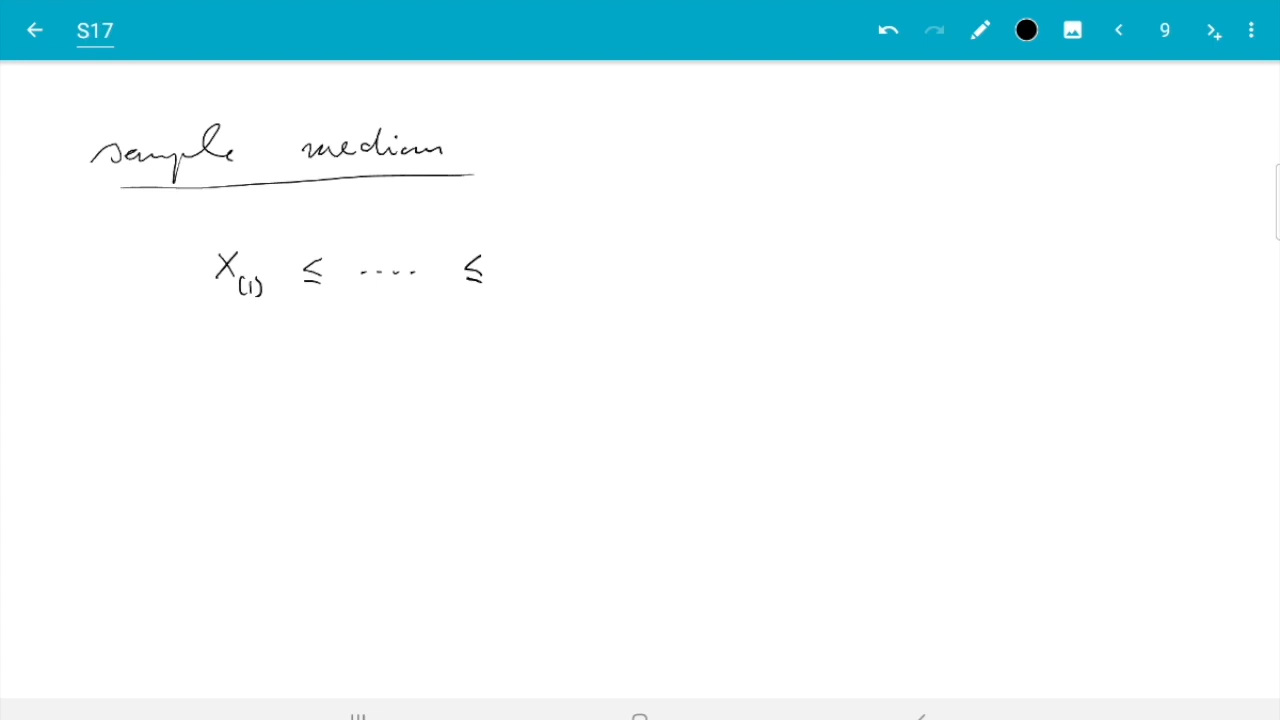 S17
9
sample median
X(1) ≤ .... ≤